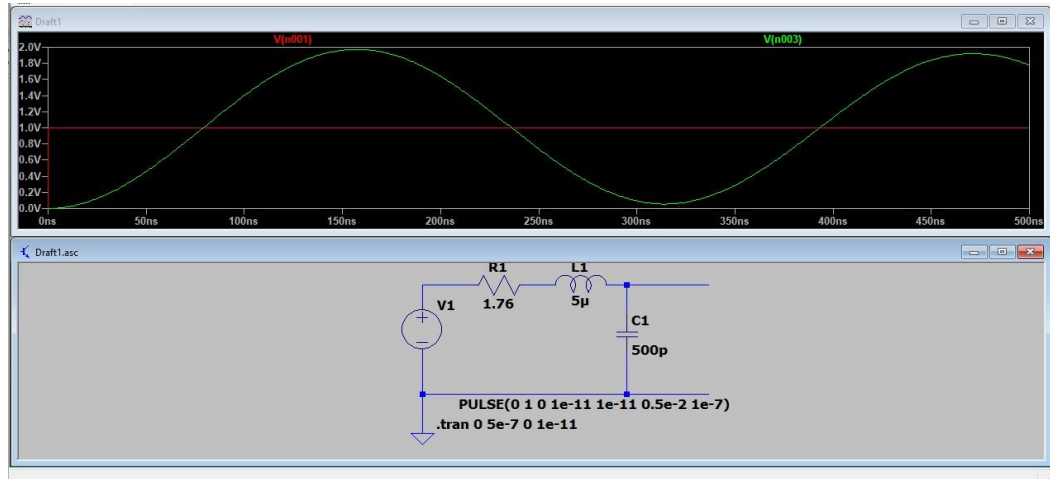 Draft1
V(n001) V(n003)
2.0V
1.8V
1.6V
1.4V
1.2V
1.0V
0.8V
0.6V
0.4V
0.2V
0.0V
0ns 50ns 100ns 150ns 200ns 250ns 300ns 350ns 400ns 450ns 500ns
Draft1.asc
R1 L1
1.76 5µ
V1
C1
500p
PULSE(0 1 0 1e-11 1e-11 0.5e-2 1e-7)
.tran 0 5e-7 0 1e-11